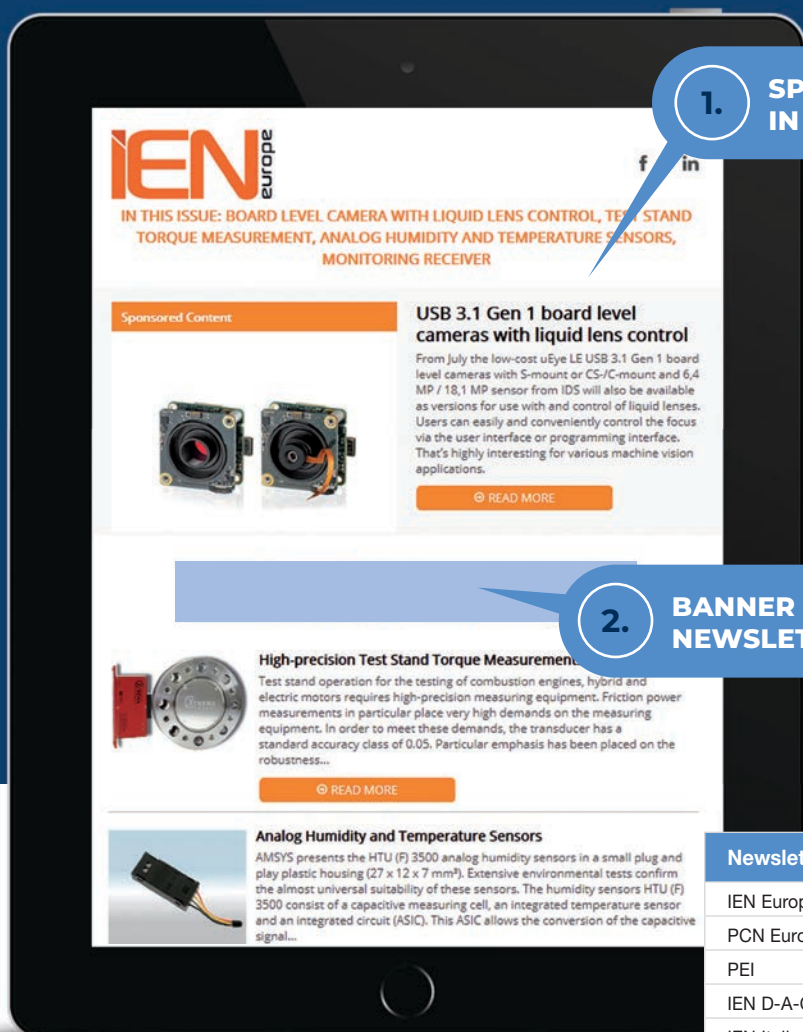 1.
SP
IN
IEN
europe
f in
IN THIS ISSUE: BOARD LEVEL CAMERA WITH LIQUID LENS CONTROL, TEST STAND
TORQUE MEASUREMENT, ANALOG HUMIDITY AND TEMPERATURE SENSORS,
MONITORING RECEIVER
Sponsored Content
USB 3.1 Gen 1 board level
cameras with liquid lens control
From July the low-cost uEye LE USB 3.1 Gen 1 board
level cameras with S-mount or CS-/C-mount and 6,4
MP / 18,1 MP sensor from IDS will also be available
as versions for use with and control of liquid lenses.
Users can easily and conveniently control the focus
via the user interface or programming interface.
That's highly interesting for various machine vision
applications.
READ MORE
2.
BANNER
NEWSLET
High-precision Test Stand Torque Measurement
Test stand operation for the testing of combustion engines, hybrid and
electric motors requires high-precision measuring equipment. Friction power
measurements in particular place very high demands on the measuring
equipment. In order to meet these demands, the transducer has a
standard accuracy class of 0.05. Particular emphasis has been placed on the
robustness...
READ MORE
Analog Humidity and Temperature Sensors
AMSYS presents the HTU (F) 3500 analog humidity sensors in a small plug and
play plastic housing (27 x 12 x 7 mm³). Extensive environmental tests confirm
the almost universal suitability of these sensors. The humidity sensors HTU (F)
3500 consist of a capacitive measuring cell, an integrated temperature sensor
and an integrated circuit (ASIC). This ASIC allows the conversion of the capacitive
signal...
Newslet
IEN Europ
PCN Euro
PEI
IEN D-A-